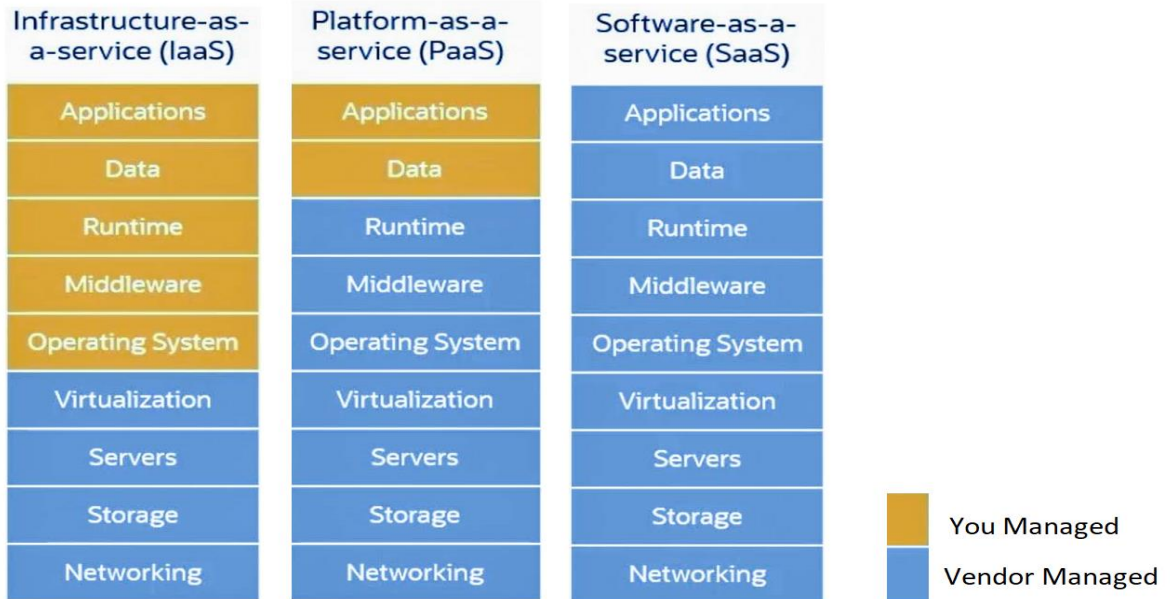 Infrastructure-as-
a-service (IaaS)
Applications
Data
Runtime
Middleware
Operating System
Virtualization
Servers
Storage
Networking
Platform-as-a-
service (PaaS)
Applications
Data
Runtime
Middleware
Operating System
Virtualization
Servers
Storage
Networking
Software-as-a-
service (SaaS)
Applications
Data
Runtime
Middleware
Operating System
Virtualization
Servers
Storage
Networking
You Managed
Vendor Managed